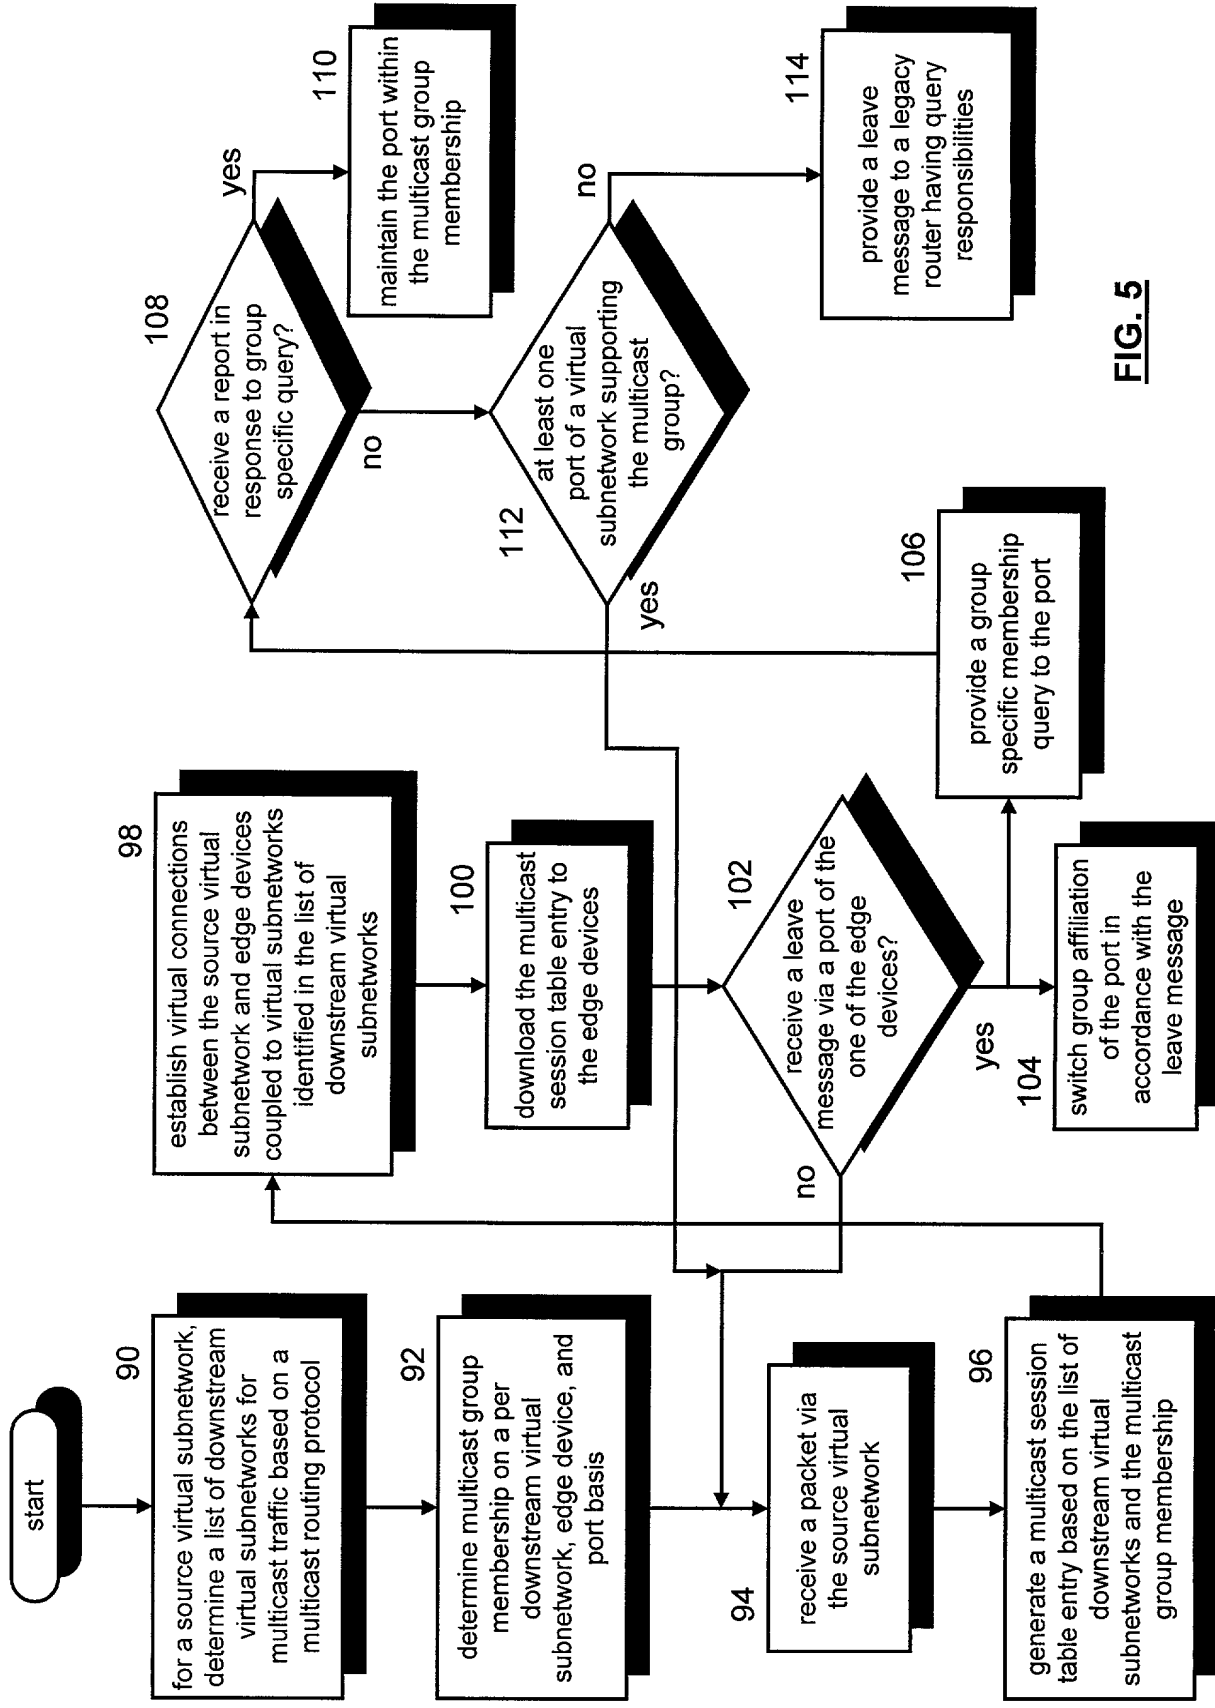 start
90
for a source virtual subnetwork,
determine a list of downstream
virtual subnetworks for
multicast traffic based on a
multicast routing protocol
92
determine multicast group
membership on a per
downstream virtual
subnetwork, edge device, and
port basis
94
receive a packet via
the source virtual
subnetwork
96
generate a multicast session
table entry based on the list of
downstream virtual
subnetworks and the multicast
group membership
98
establish virtual connections
between the source virtual
subnetwork and edge devices
coupled to virtual subnetworks
identified in the list of
downstream virtual
subnetworks
100
download the multicast
session table entry to
the edge devices
102
receive a leave
message via a port of the
one of the edge
devices?
no
yes
104
switch group affiliation
of the port in
accordance with the
leave message
106
provide a group
specific membership
query to the port
108
receive a report in
response to group
specific query?
yes
no
110
maintain the port within
the multicast group
membership
112
at least one
port of a virtual
subnetwork supporting
the multicast
group?
yes
no
114
provide a leave
message to a legacy
router having query
responsibilities
FIG. 5